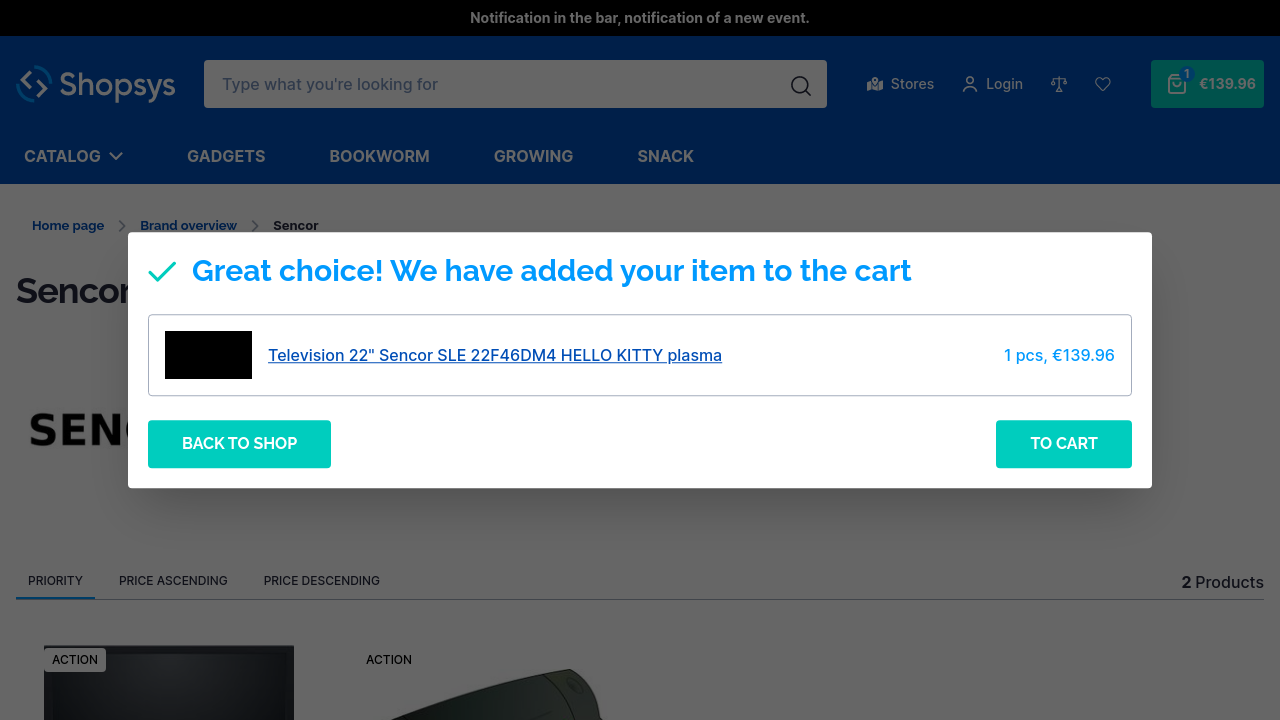 Notification in the bar, notification of a new event.
Shopsys
Type what you're looking for
Stores
Login
1
€139.96
CATALOG
GADGETS
BOOKWORM
GROWING
SNACK
Home page
Brand overview
Sencor
Sencor
Great choice! We have added your item to the cart
Television 22" Sencor SLE 22F46DM4 HELLO KITTY plasma
1 pcs, €139.96
SENC
BACK TO SHOP
TO CART
PRIORITY
PRICE ASCENDING
PRICE DESCENDING
2 Products
ACTION
ACTION